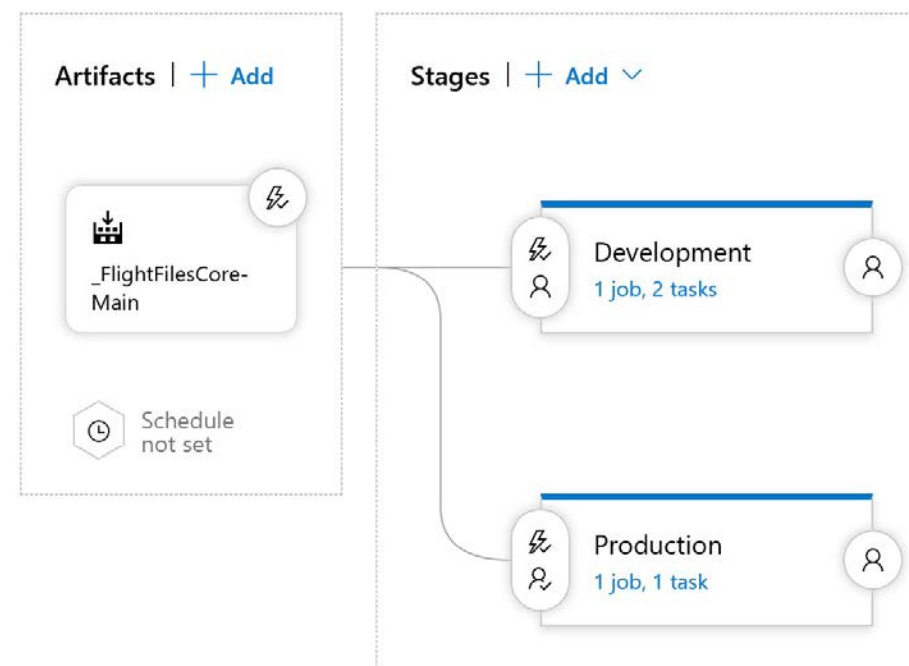 Artifacts | + Add
_FlightFilesCore-
Main
Schedule
not set
Stages | + Add
Development
1 job, 2 tasks
Production
1 job, 1 task